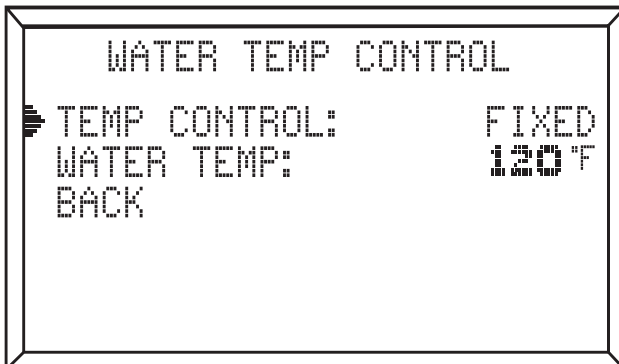 WATER TEMP CONTROL
TEMP CONTROL: FIXED
WATER TEMP: 120°F
BACK